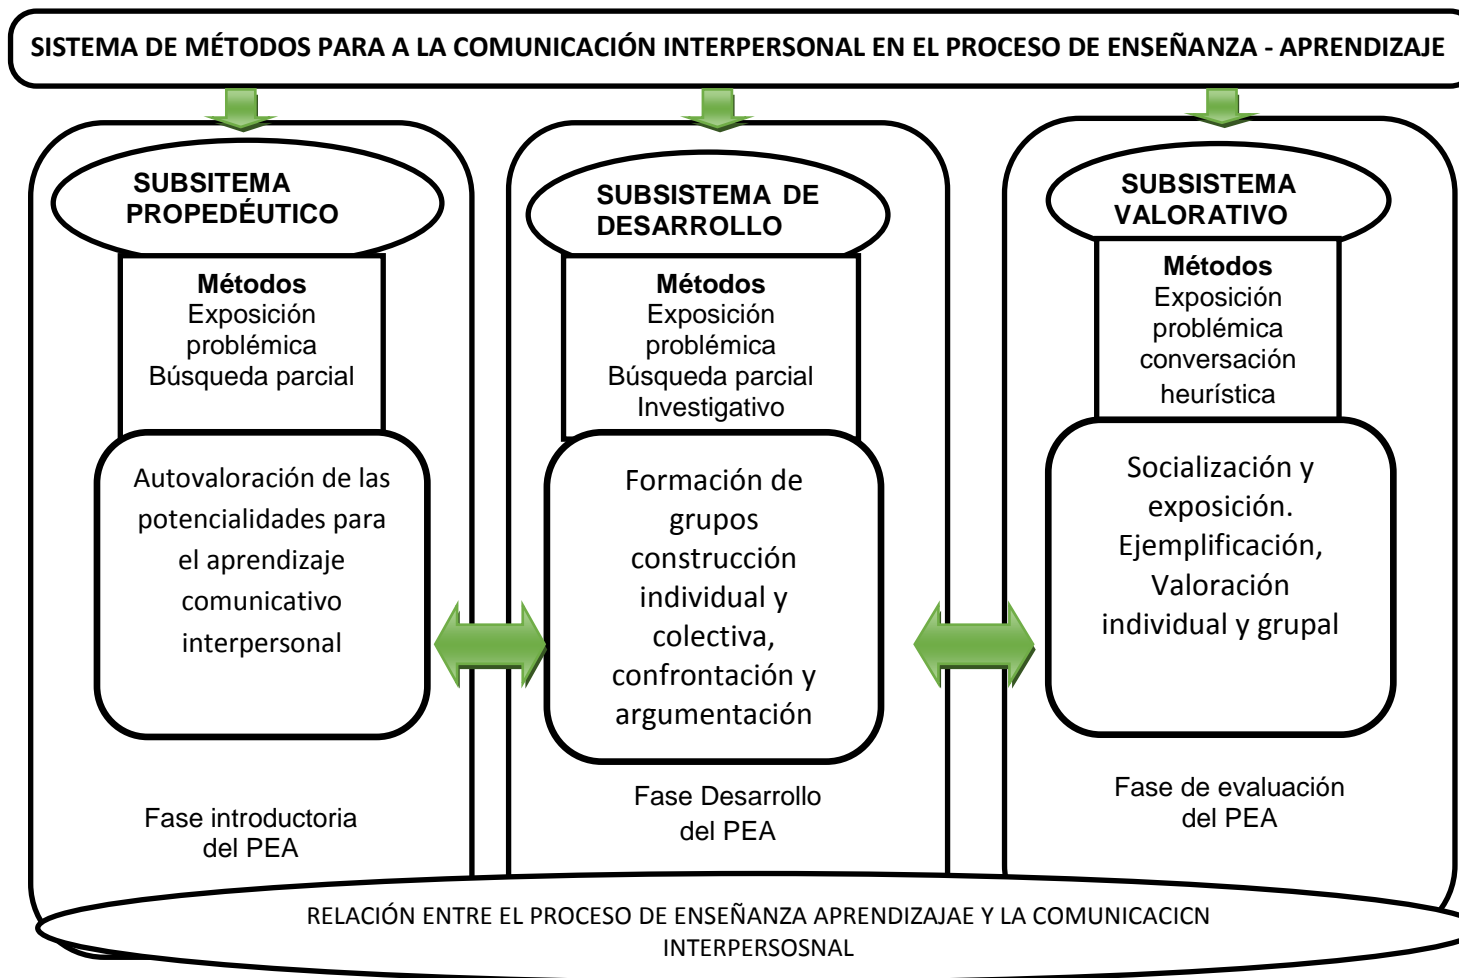 SISTEMA DE MÉTODOS PARA A LA COMUNICACIÓN INTERPERSONAL EN EL PROCESO DE ENSEÑANZA - APRENDIZAJE
SUBSITEMA
PROPEDÉUTICO
Métodos
Exposición
problémica
Búsqueda parcial
Autovaloración de las
potencialidades para
el aprendizaje
comunicativo
interpersonal
Fase introductoria
del PEA
SUBSISTEMA DE
DESARROLLO
Métodos
Exposición
problémica
Búsqueda parcial
Investigativo
Formación de
grupos
construcción
individual y
colectiva,
confrontación y
argumentación
Fase Desarrollo
del PEA
SUBSISTEMA
VALORATIVO
Métodos
Exposición
problémica
conversación
heurística
Socialización y
exposición.
Ejemplificación,
Valoración
individual y grupal
Fase de evaluación
del PEA
RELACIÓN ENTRE EL PROCESO DE ENSEÑANZA APRENDIZAJAE Y LA COMUNICACICN
INTERPERSOSNAL